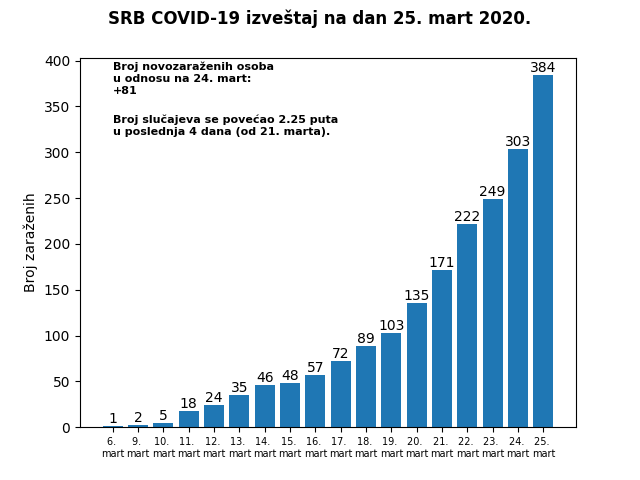 SRB COVID-19 izveštaj na dan 25. mart 2020.
Broj novozaraženih osoba
u odnosu na 24. mart:
+81
Broj slučajeva se povećao 2.25 puta
u poslednja 4 dana (od 21. marta).
Broj zaraženih
400
350
300
250
200
150
100
50
0
1 2 5 18 24 35 46 48 57 72 89 103 135 171 222 249 303 384
6. 9. 10. 11. 12. 13. 14. 15. 16. 17. 18. 19. 20. 21. 22. 23. 24. 25.
mart mart mart mart mart mart mart mart mart mart mart mart mart mart mart mart mart mart